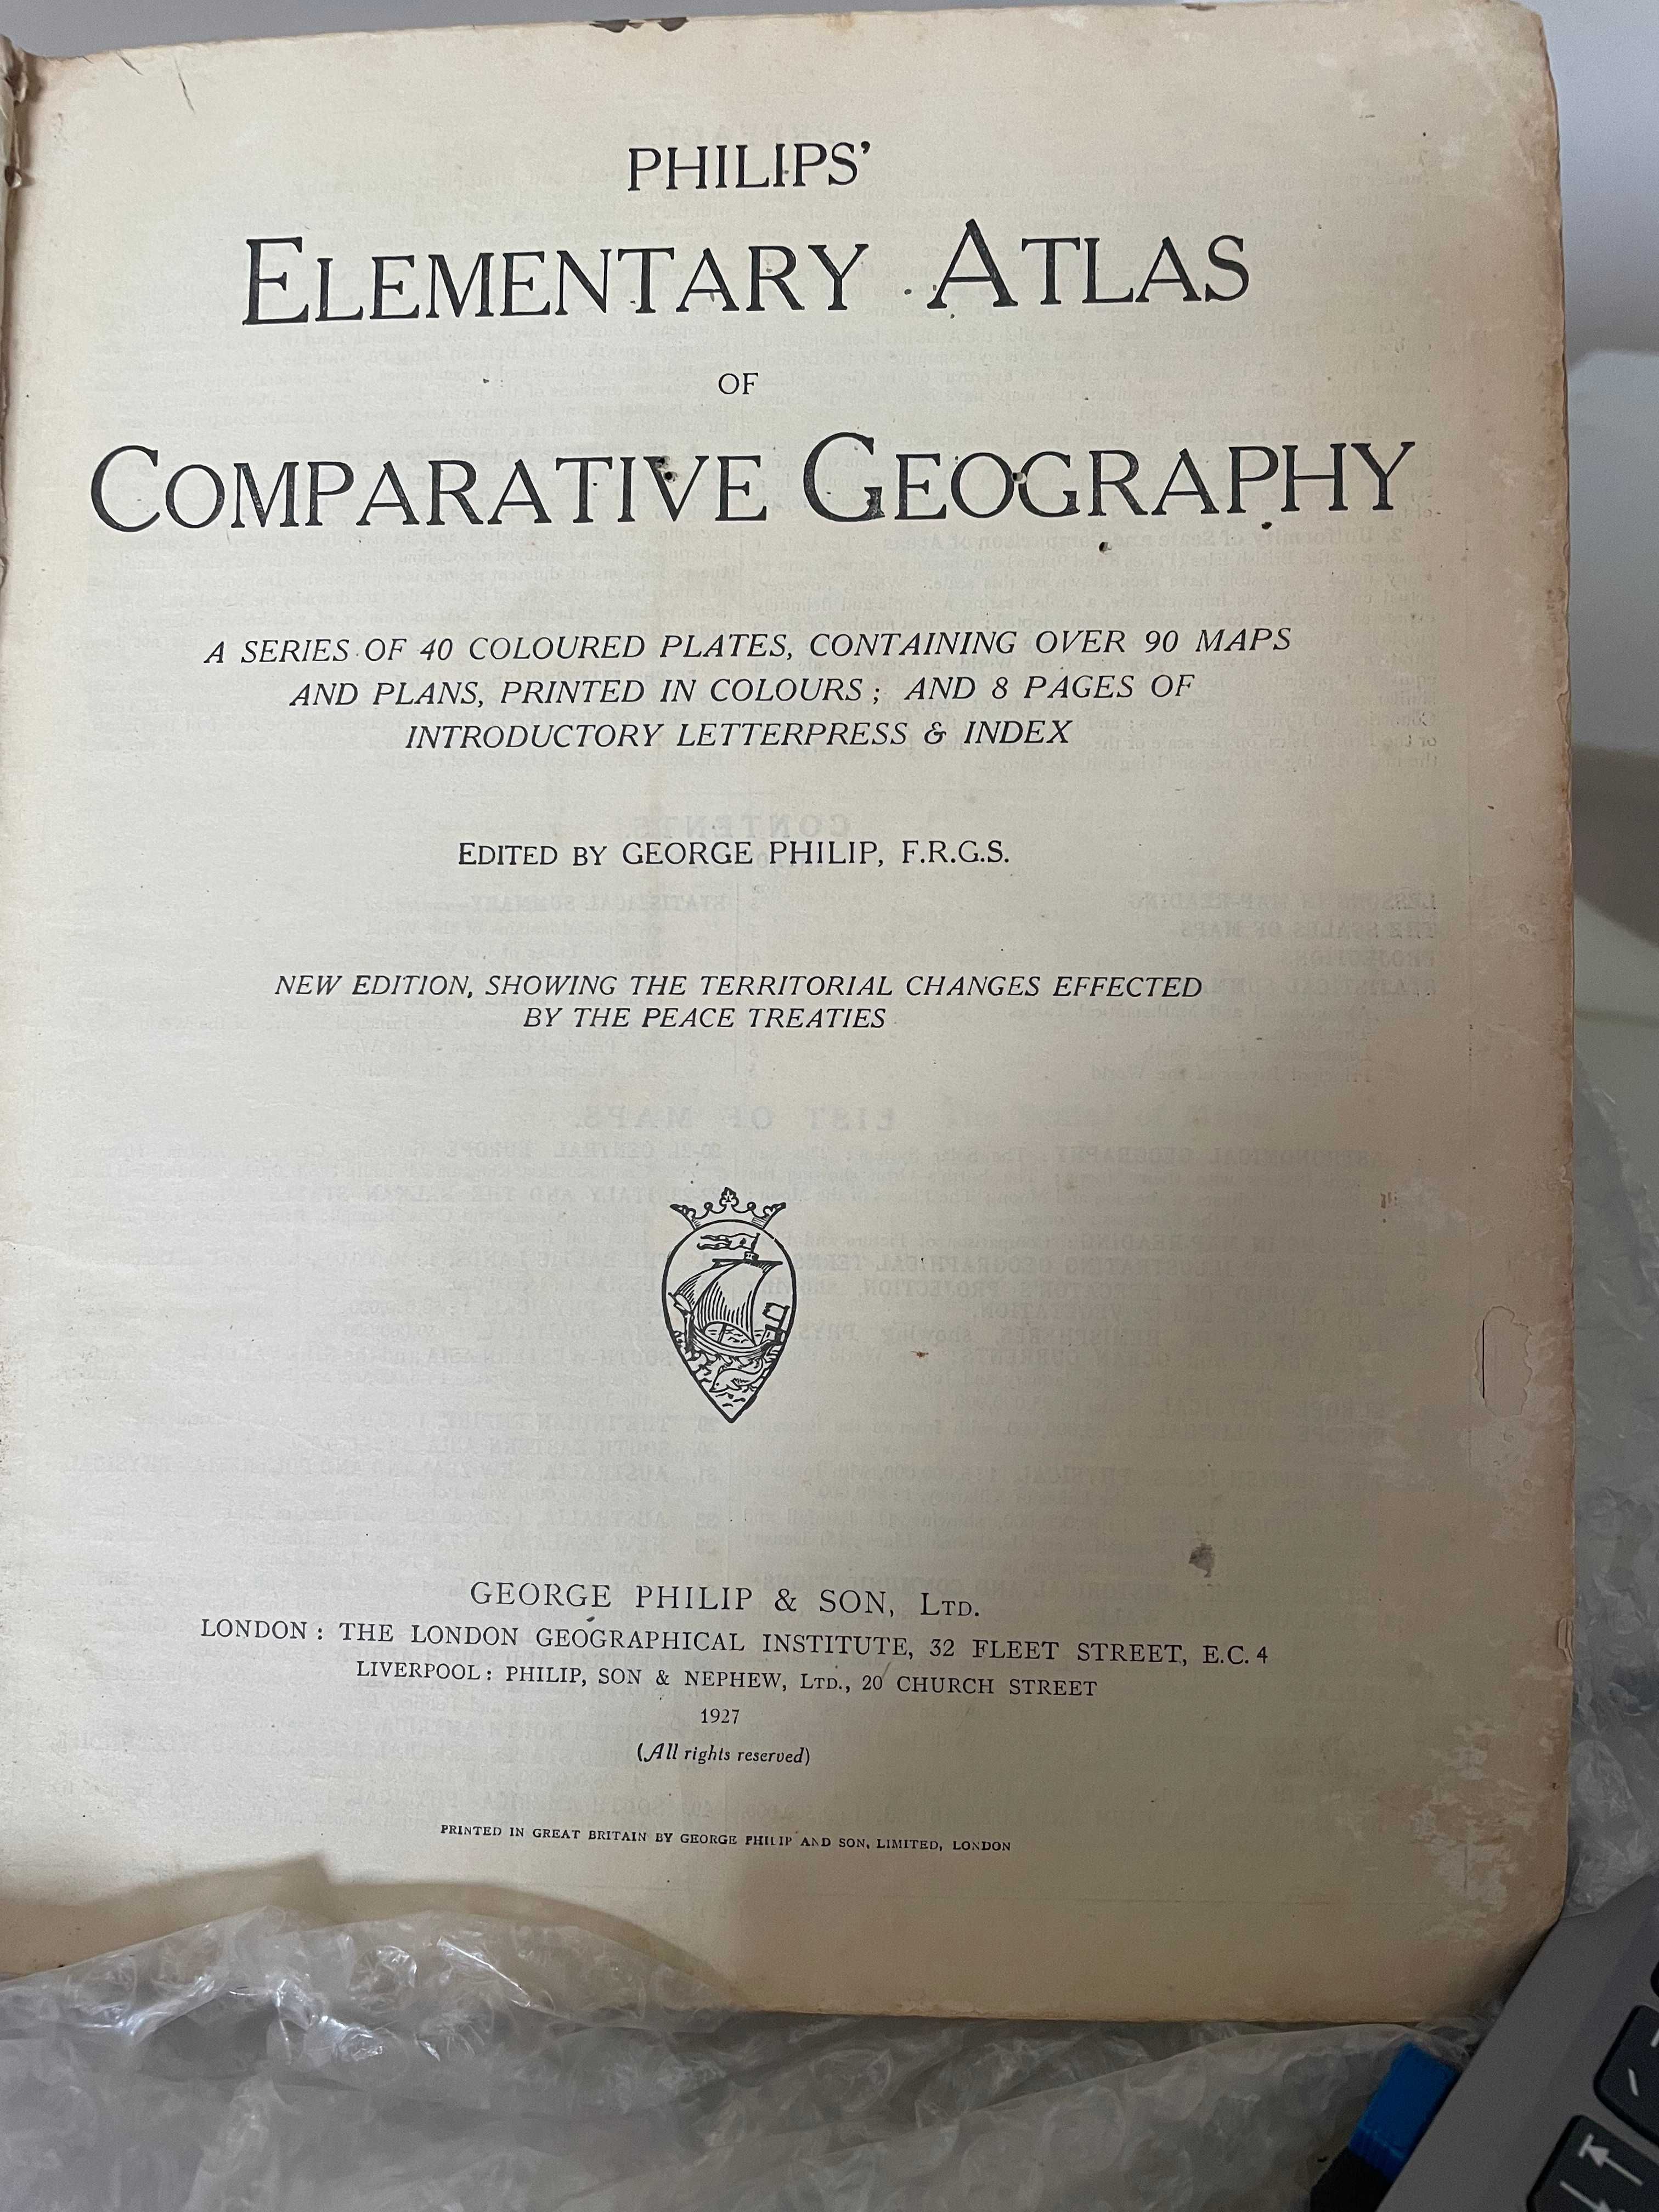 PHILIPS'
ELEMENTARY ATLAS
OF
COMPARATIVE GEOGRAPHY
A SERIES OF 40 COLOURED PLATES, CONTAINING OVER 90 MAPS
AND PLANS, PRINTED IN COLOURS; AND 8 PAGES OF
INTRODUCTORY LETTERPRESS & INDEX
EDITED BY GEORGE PHILIP, F.R.G.S.
NEW EDITION, SHOWING THE TERRITORIAL CHANGES EFFECTED
BY THE PEACE TREATIES
GEORGE PHILIP & SON, LTD.
LONDON: THE LONDON GEOGRAPHICAL INSTITUTE, 32 FLEET STREET, E.C. 4
LIVERPOOL: PHILIP, SON & NEPHEW, LTD., 20 CHURCH STREET
1927
(All rights reserved)
PRINTED IN GREAT BRITAIN BY GEORGE PHILIP AND SON, LIMITED, LONDON